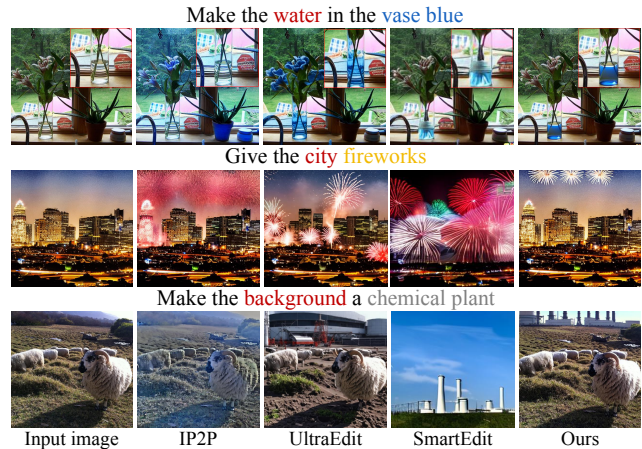 Make the water in the vase blue
Give the city fireworks
Make the background a chemical plant
Input image IP2P UltraEdit SmartEdit Ours